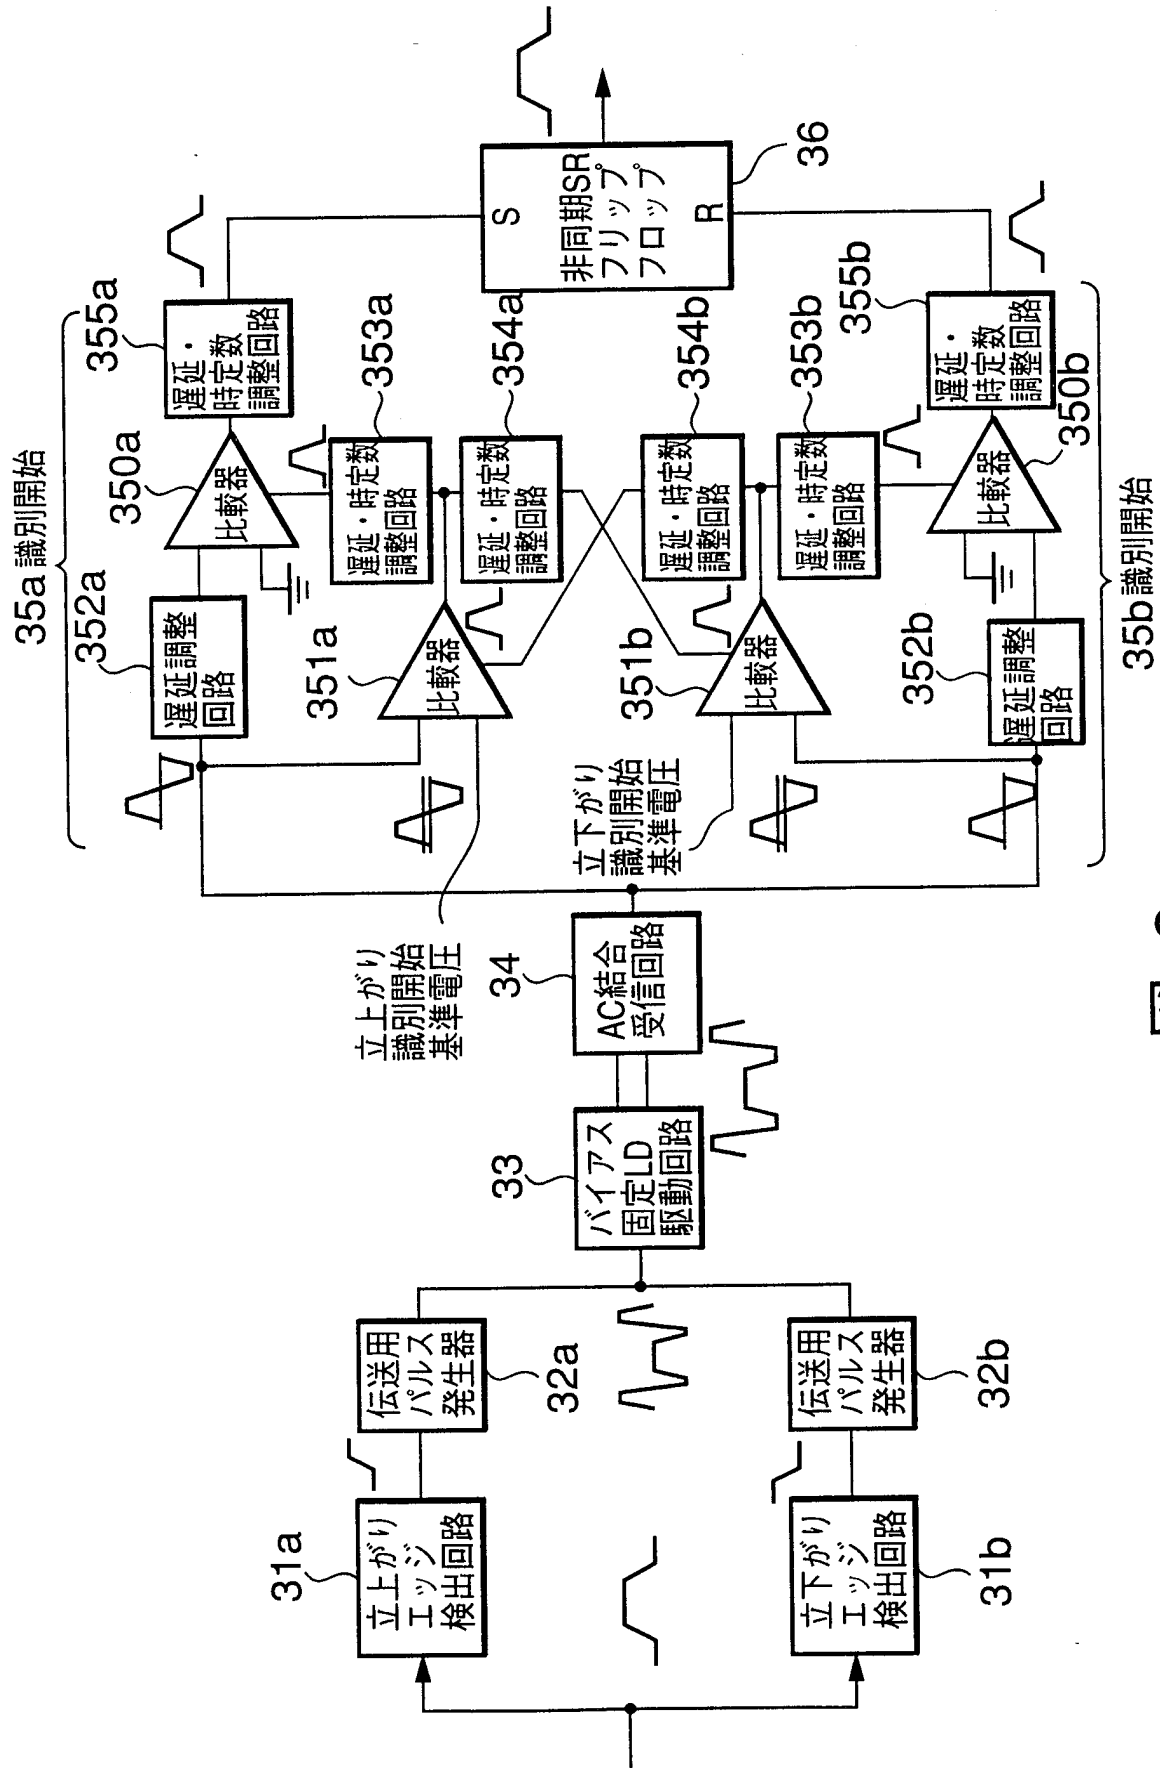 31a
立上がり
エッジ
検出回路
31b
立下がり
エッジ
検出回路
32a
伝送用
パルス
発生器
32b
伝送用
パルス
発生器
33
バイアス
固定LD
駆動回路
34
AC結合
受信回路
立上がり
識別開始
基準電圧
立下がり
識別開始
基準電圧
35a 識別開始
352a
遅延調整
回路
350a
比較器
355a
遅延・
時定数
調整回路
351a
比較器
353a
遅延・時定数
調整回路
354a
遅延・時定数
調整回路
351b
比較器
354b
遅延・時定数
調整回路
353b
遅延・時定数
調整回路
352b
遅延調整
回路
350b
比較器
355b
遅延・
時定数
調整回路
35b 識別開始
S
非同期SR
フリップ
フロップ
R
36